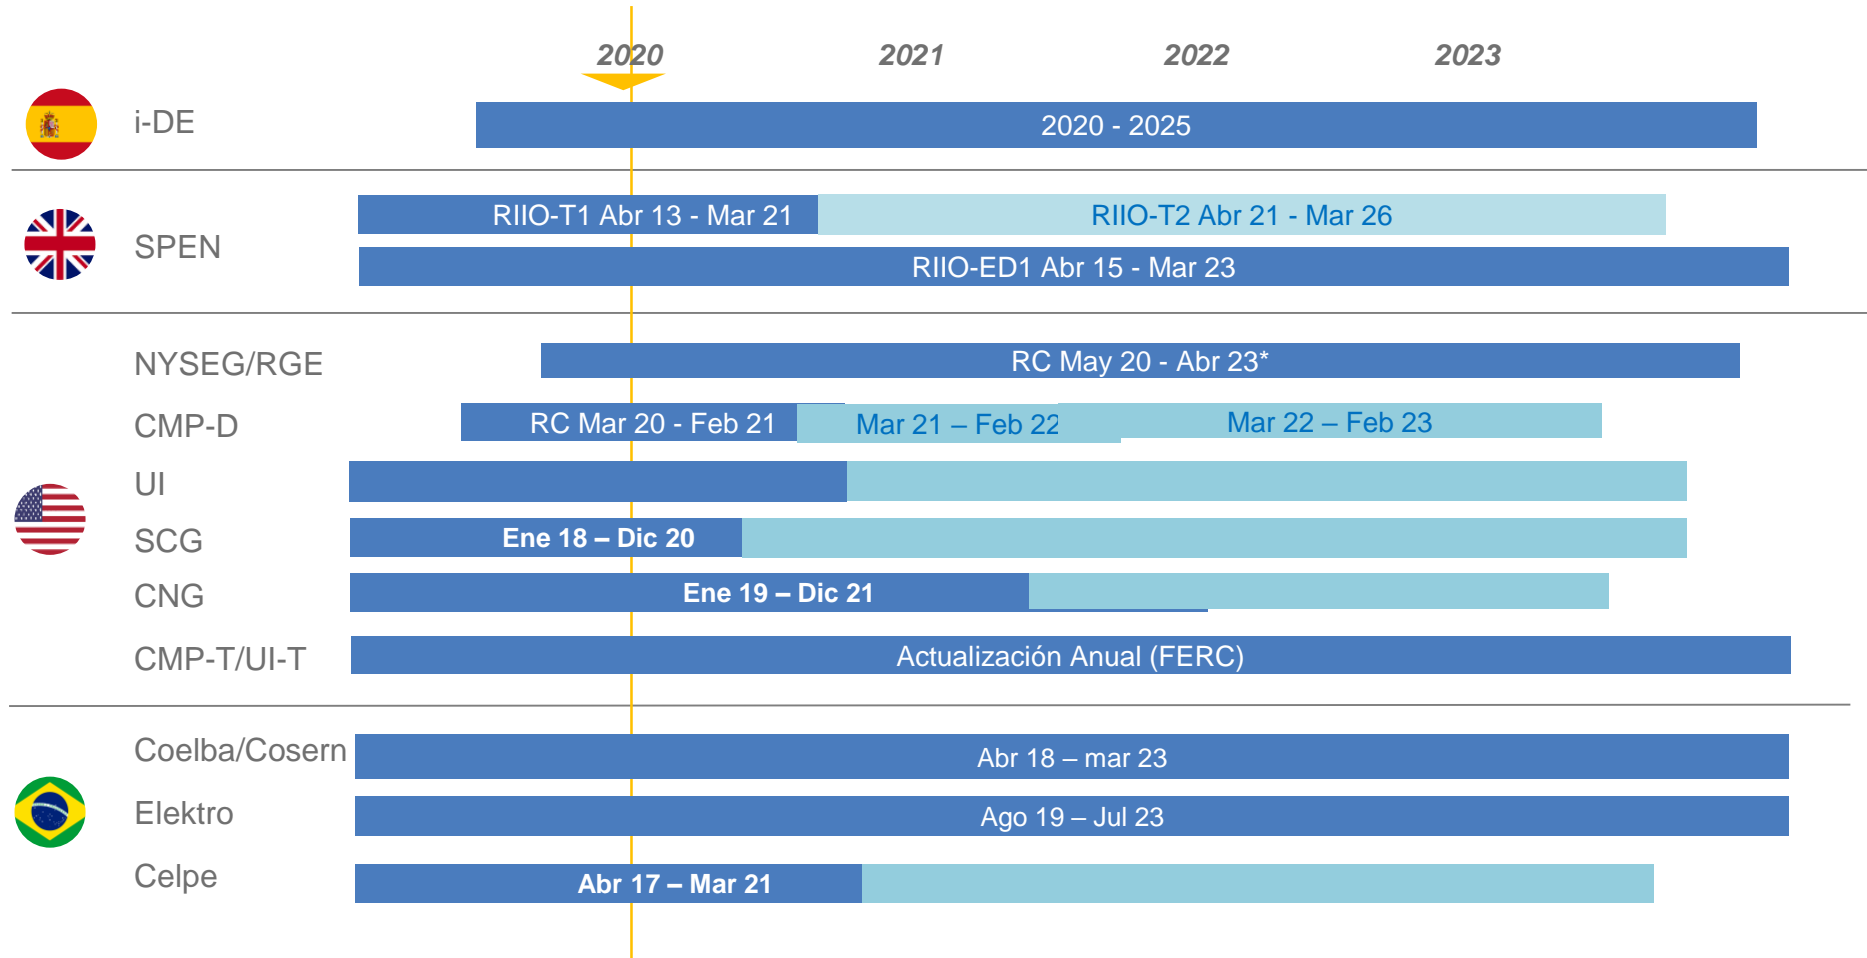 2020 2021 2022 2023
i-DE 2020 - 2025
SPEN
RIIO-T1 Abr 13 - Mar 21 RIIO-T2 Abr 21 - Mar 26
RIIO-ED1 Abr 15 - Mar 23
NYSEG/RGE RC May 20 - Abr 23*
CMP-D RC Mar 20 - Feb 21 Mar 21 – Feb 22 Mar 22 – Feb 23
UI
SCG Ene 18 – Dic 20
CNG Ene 19 – Dic 21
CMP-T/UI-T Actualización Anual (FERC)
Coelba/Cosern Abr 18 – mar 23
Elektro Ago 19 – Jul 23
Celpe Abr 17 – Mar 21